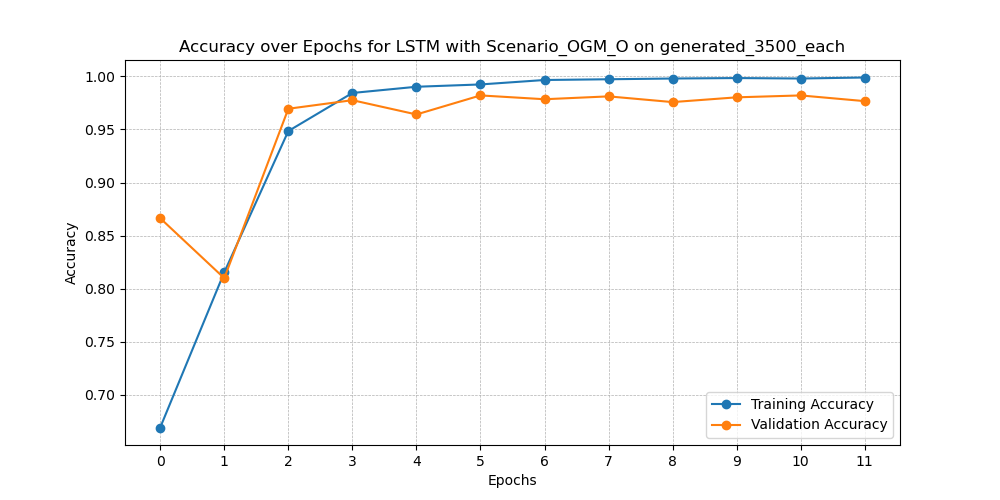 Accuracy over Epochs for LSTM with Scenario_OGM_O on generated_3500_each
1.00
0.95
0.90
0.85
0.80
0.75
0.70
Accuracy
0 1 2 3 4 5 6 7 8 9 10 11
Epochs
Training Accuracy
Validation Accuracy